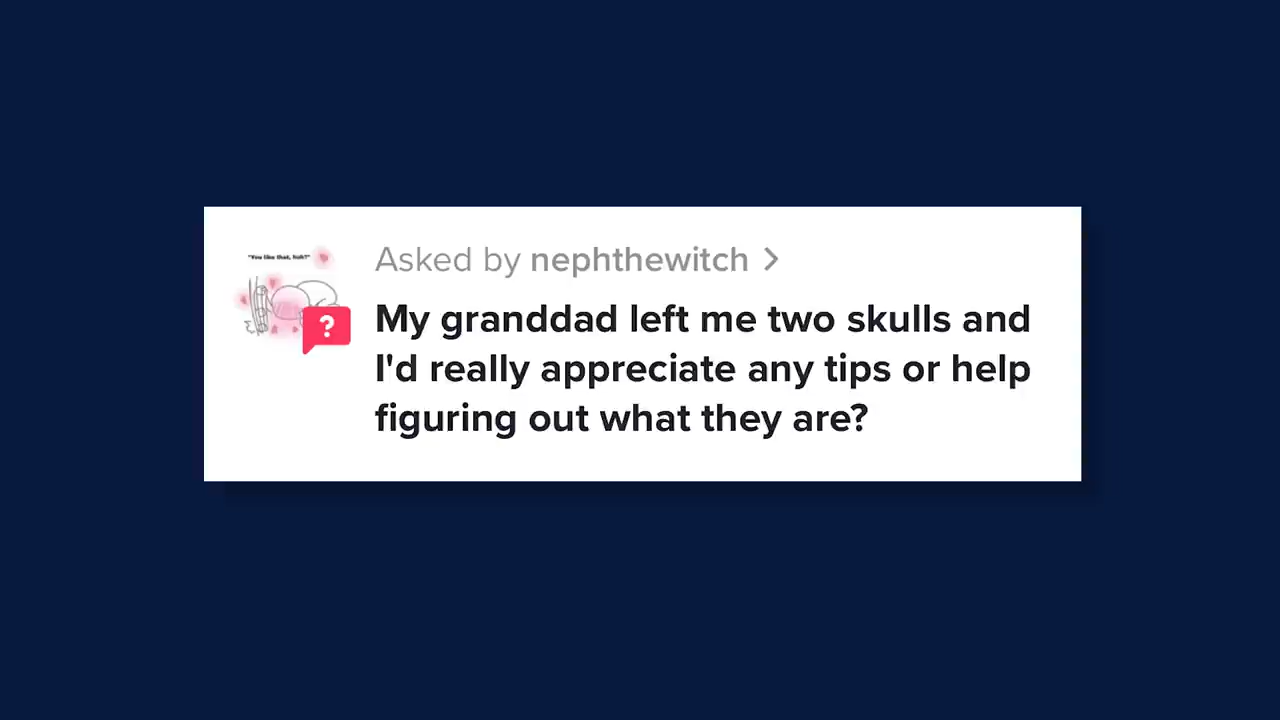 "You like that, huh?"
?
Asked by nephthewitch >
My granddad left me two skulls and
I'd really appreciate any tips or help
figuring out what they are?